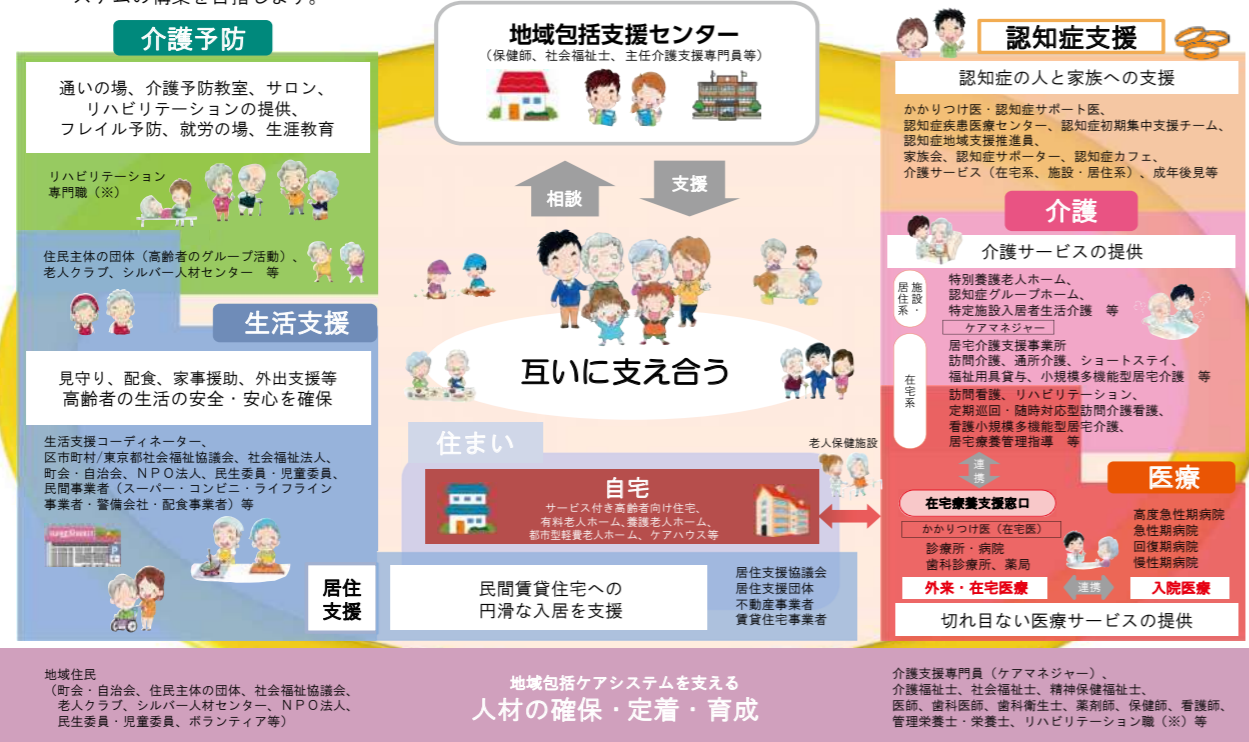 ステムの構築を目指します。
介護予防
通いの場、介護予防教室、サロン、
リハビリテーションの提供、
フレイル予防、就労の場、生涯教育
リハビリテーション
専門職（※）
住民主体の団体（高齢者のグループ活動）、
老人クラブ、シルバー人材センター　等
生活支援
見守り、配食、家事援助、外出支援等
高齢者の生活の安全・安心を確保
生活支援コーディネーター、
区市町村/東京都社会福祉協議会、社会福祉法人、
町会・自治会、ＮＰＯ法人、民生委員・児童委員、
民間事業者（スーパー・コンビニ・ライフライン
事業者・警備会社・配食事業者）等
居住
支援
地域包括支援センター
（保健師、社会福祉士、主任介護支援専門員等）
相談
支援
互いに支え合う
住まい
自宅
サービス付き高齢者向け住宅、
有料老人ホーム、養護老人ホーム、
都市型軽費老人ホーム、ケアハウス等
老人保健施設
民間賃貸住宅への
円滑な入居を支援
居住支援協議会
居住支援団体
不動産事業者
賃貸住宅事業者
認知症支援
認知症の人と家族への支援
かかりつけ医・認知症サポート医、
認知症疾患医療センター、認知症初期集中支援チーム、
認知症地域支援推進員、
家族会、認知症サポーター、認知症カフェ、
介護サービス（在宅系、施設・居住系）、成年後見等
介護
介護サービスの提供
施設・
居住系
特別養護老人ホーム、
認知症グループホーム、
特定施設入居者生活介護　等
ケアマネジャー
在宅系
居宅介護支援事業所
訪問介護、通所介護、ショートステイ、
福祉用具貸与、小規模多機能型居宅介護　等
訪問看護、リハビリテーション、
定期巡回・随時対応型訪問介護看護、
看護小規模多機能型居宅介護、
居宅療養管理指導　等
連携
医療
在宅療養支援窓口
かかりつけ医（在宅医）
診療所・病院
歯科診療所、薬局
外来・在宅医療
連携
高度急性期病院
急性期病院
回復期病院
慢性期病院
入院医療
切れ目ない医療サービスの提供
地域住民
（町会・自治会、住民主体の団体、社会福祉協議会、
老人クラブ、シルバー人材センター、ＮＰＯ法人、
民生委員・児童委員、ボランティア等）
地域包括ケアシステムを支える
人材の確保・定着・育成
介護支援専門員（ケアマネジャー）、
介護福祉士、社会福祉士、精神保健福祉士、
医師、歯科医師、歯科衛生士、薬剤師、保健師、看護師、
管理栄養士・栄養士、リハビリテーション職（※）等